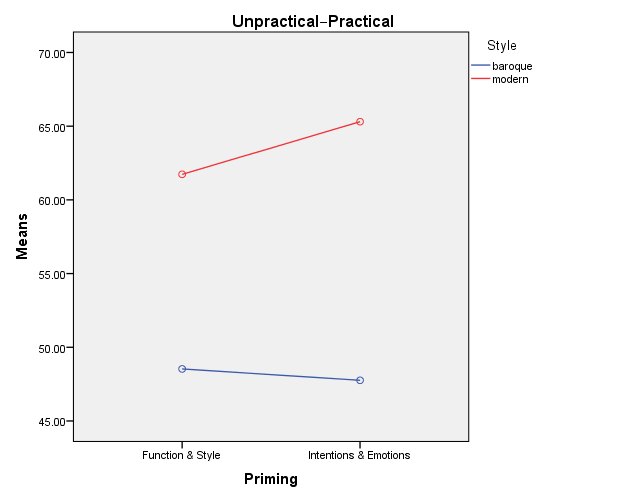 Unpractical-Practical
Style
baroque
modern
Means
70.00
65.00
60.00
55.00
50.00
45.00
Function & Style
Intentions & Emotions
Priming